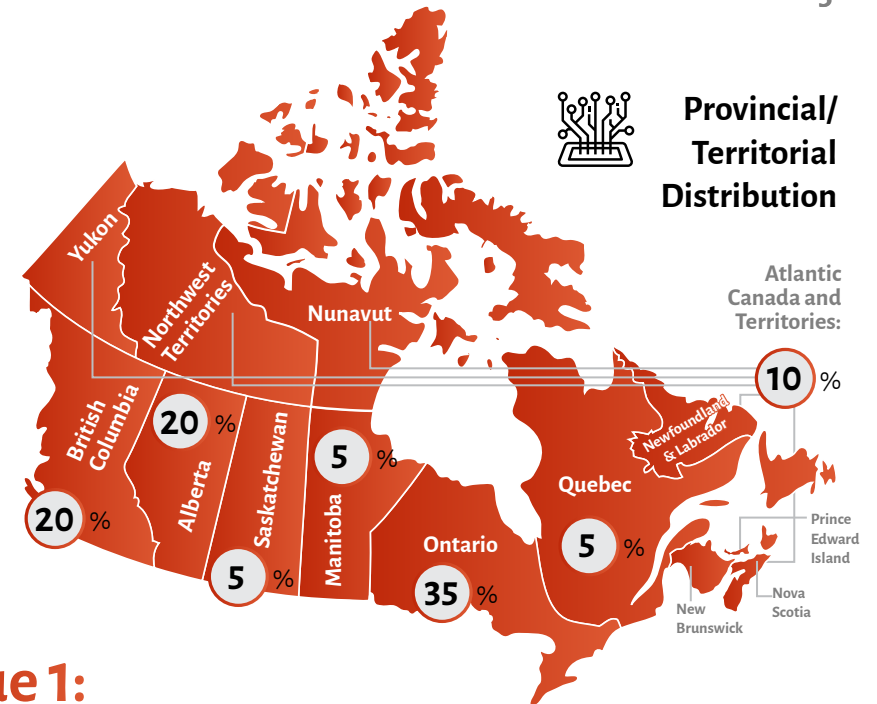 Provincial/
Territorial
Distribution
Atlantic
Canada and
Territories:
10 %
Yukon
Northwest
Territories
Nunavut
British
Columbia
20 %
20 %
Alberta
Saskatchewan
5 %
5 %
Manitoba
Ontario
35 %
Quebec
5 %
Newfoundland
& Labrador
Prince
Edward
Island
Nova
Scotia
New
Brunswick
1: